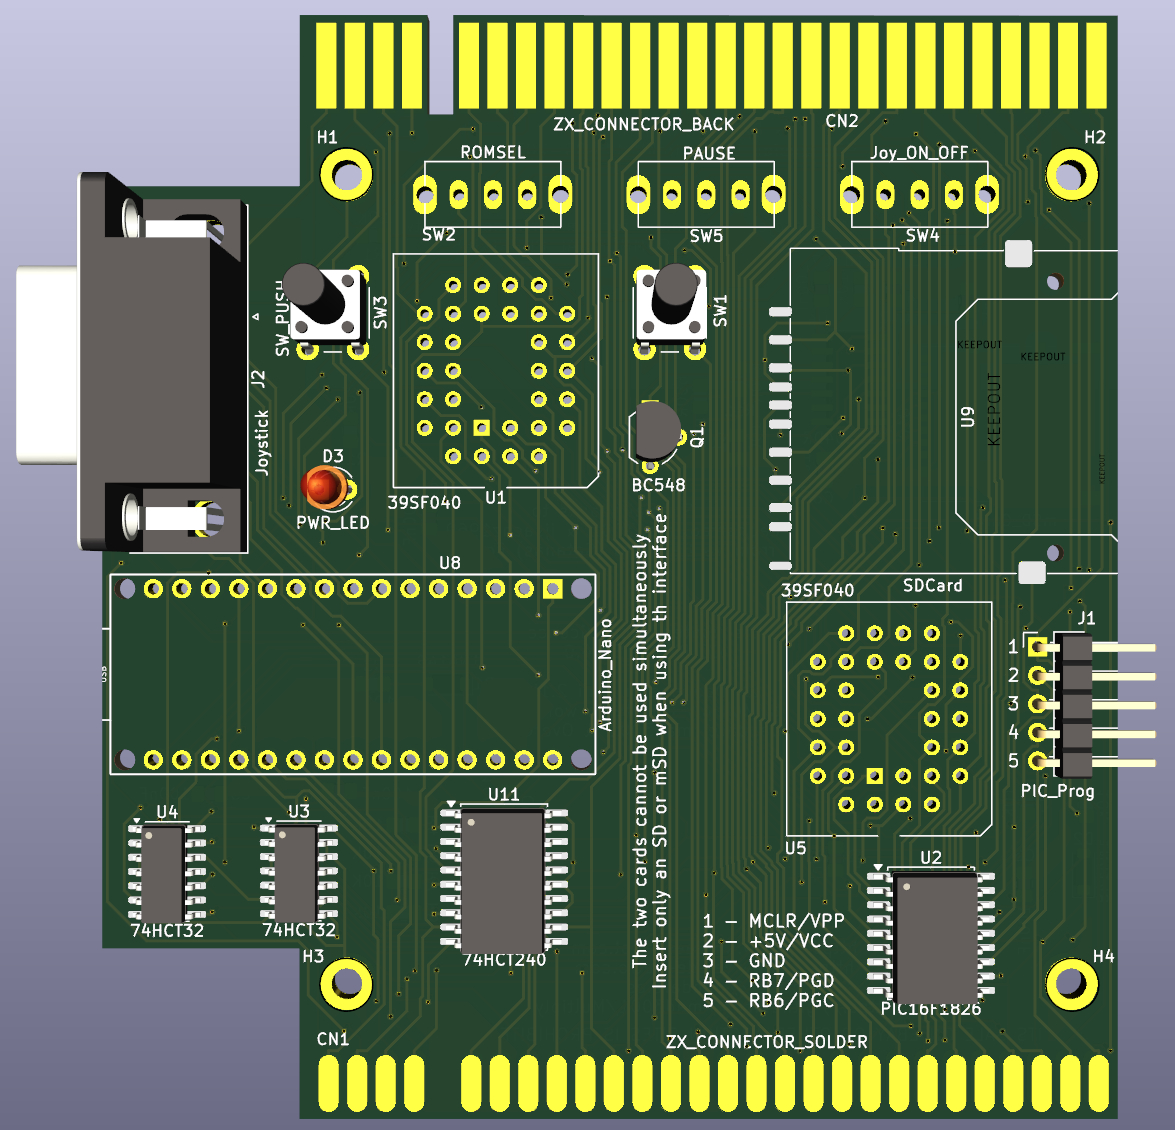 ZX_CONNECTOR_BACK
CN2
H1
H2
ROMSEL
PAUSE
Joy_ON_OFF
SW2
SW5
SW4
SW_PUSH
SW3
SW1
J2
Joystick
KEEPOUT
KEEPOUT
KEEPOUT
KEEPOUT
U9
Q1
BC548
D3
PWR_LED
39SF040
U1
U8
39SF040
SDCard
USB
Arduino_Nano
The two cards cannot be used simultaneously
Insert only an SD or mSD when using th interface
J1
1
2
3
4
5
PIC_Prog
U4
U3
U11
U5
U2
74HCT32
74HCT32
74HCT240
1 – MCLR/VPP
2 – +5V/VCC
3 – GND
4 – RB7/PGD
5 – RB6/PGC
PIC16F1826
H3
H4
CN1
ZX_CONNECTOR_SOLDER